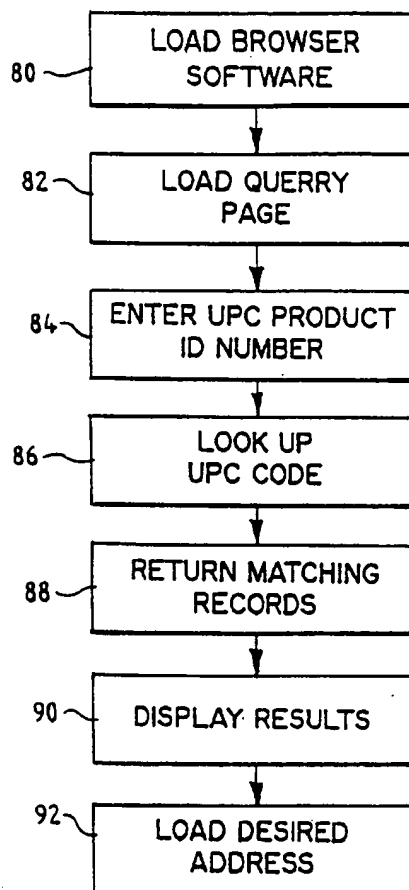 80
LOAD BROWSER
SOFTWARE
82
LOAD QUERRY
PAGE
84
ENTER UPC PRODUCT
ID NUMBER
86
LOOK UP
UPC CODE
88
RETURN MATCHING
RECORDS
90
DISPLAY RESULTS
92
LOAD DESIRED
ADDRESS